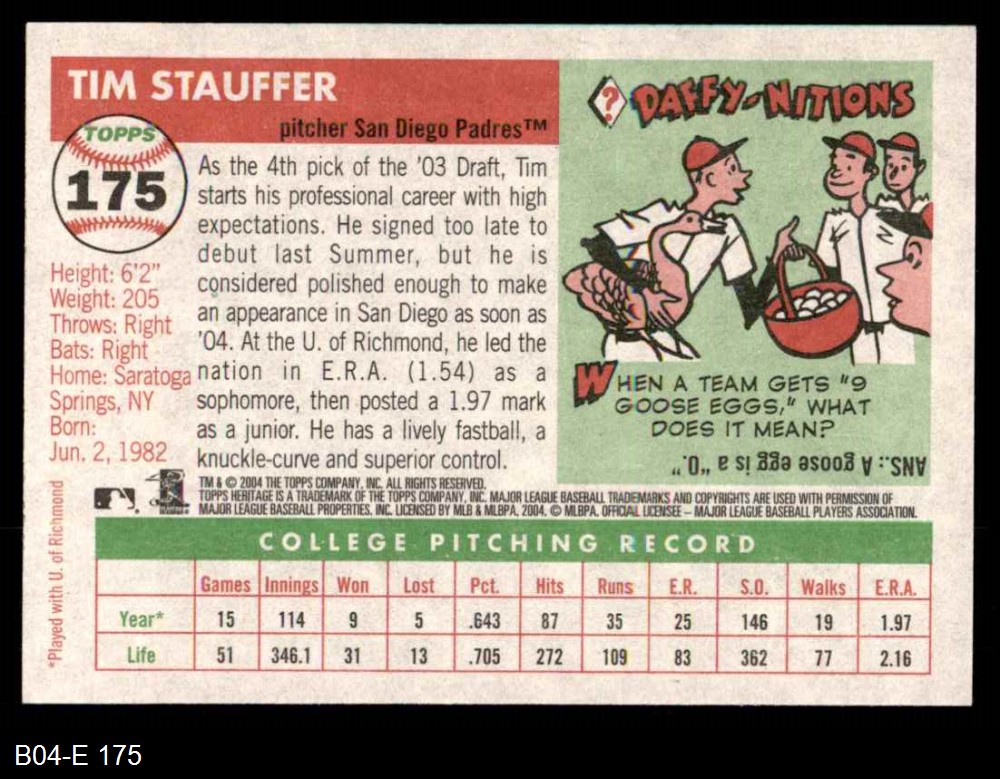 TIM STAUFFER
pitcher San Diego Padres™
TOPPS
175
As the 4th pick of the '03 Draft, Tim
starts his professional career with high
expectations. He signed too late to
debut last Summer, but he is
considered polished enough to make
an appearance in San Diego as soon as
'04. At the U. of Richmond, he led the
nation in E.R.A. (1.54) as a
sophomore, then posted a 1.97 mark
as a junior. He has a lively fastball, a
knuckle-curve and superior control.
Height: 6'2"
Weight: 205
Throws: Right
Bats: Right
Home: Saratoga
Springs, NY
Born:
Jun. 2, 1982
?
DAFFY-NITIONS
WHEN A TEAM GETS "9
GOOSE EGGS," WHAT
DOES IT MEAN?
ANS.: A goose egg is a "0".
TM & © 2004 THE TOPPS COMPANY, INC. ALL RIGHTS RESERVED.
TOPPS HERITAGE IS A TRADEMARK OF THE TOPPS COMPANY, INC. MAJOR LEAGUE BASEBALL TRADEMARKS AND COPYRIGHTS ARE USED WITH PERMISSION OF
MAJOR LEAGUE BASEBALL PROPERTIES, INC. LICENSED BY MLB & MLBPA, 2004. © MLBPA. OFFICIAL LICENSEE – MAJOR LEAGUE BASEBALL PLAYERS ASSOCIATION.
*Played with U. of Richmond
COLLEGE PITCHING RECORD
Games Innings Won Lost Pct. Hits Runs E.R. S.O. Walks E.R.A.
Year* 15 114 9 5 .643 87 35 25 146 19 1.97
Life 51 346.1 31 13 .705 272 109 83 362 77 2.16
B04-E 175